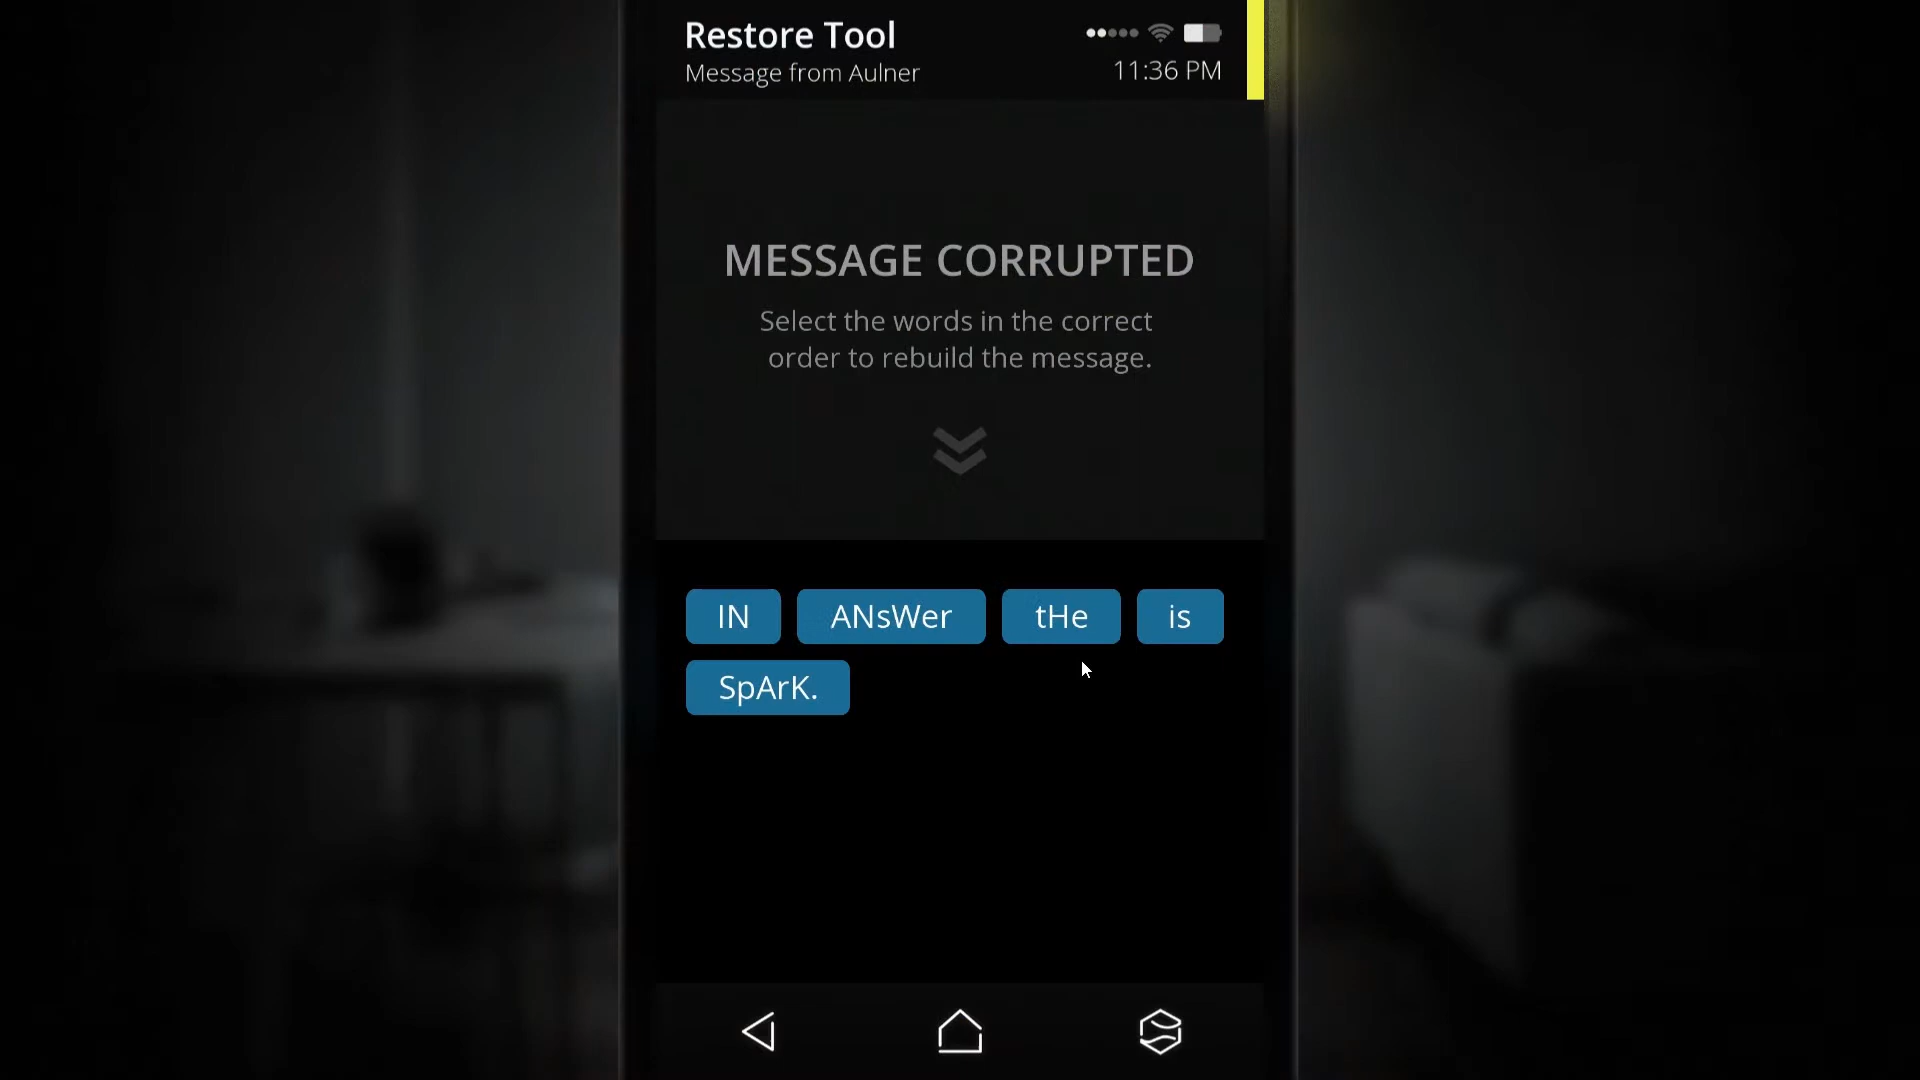 Restore Tool
Message from Aulner
11:36 PM
MESSAGE CORRUPTED
Select the words in the correct
order to rebuild the message.
IN ANsWer tHe is
SpArK.